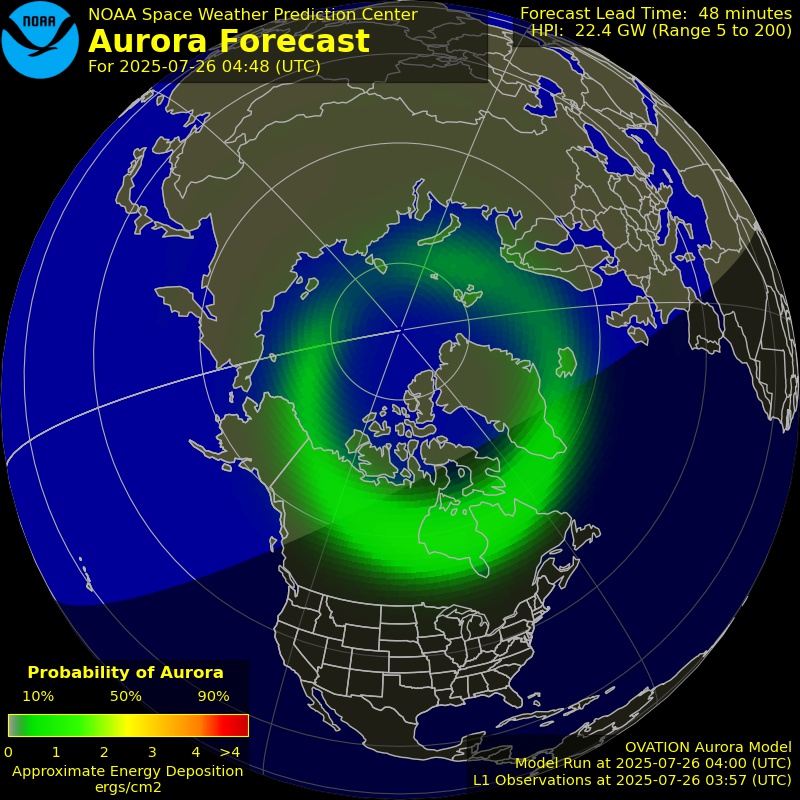 NOAA
NOAA Space Weather Prediction Center
Aurora Forecast
For 2025-07-26 04:48 (UTC)
Forecast Lead Time: 48 minutes
HPI: 22.4 GW (Range 5 to 200)
Probability of Aurora
10% 50% 90%
0 1 2 3 4 >4
Approximate Energy Deposition
ergs/cm2
OVATION Aurora Model
Model Run at 2025-07-26 04:00 (UTC)
L1 Observations at 2025-07-26 03:57 (UTC)